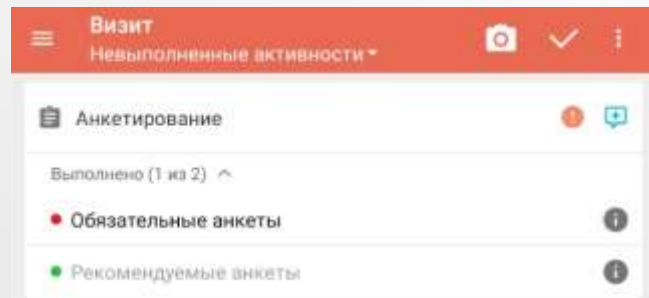 Визит
Невыполненные активности
Анкетирование
Выполнено (1 из 2)
Обязательные анкеты
Рекомендуемые анкеты